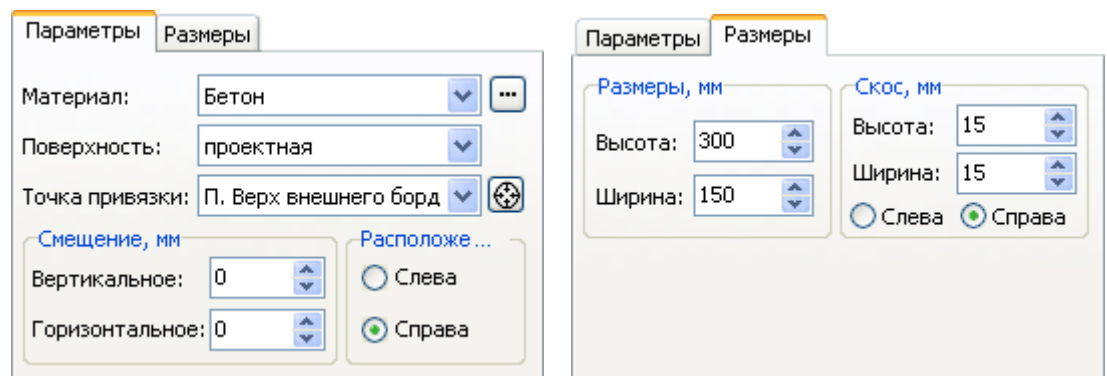 Параметры Размеры
Материал: Бетон ...
Поверхность: проектная
Точка привязки: П. Верх внешнего борд
Смещение, мм
Вертикальное: 0
Горизонтальное: 0
Расположе...
Слева
Справа
Параметры Размеры
Размеры, мм
Высота: 300
Ширина: 150
Скос, мм
Высота: 15
Ширина: 15
Слева Справа